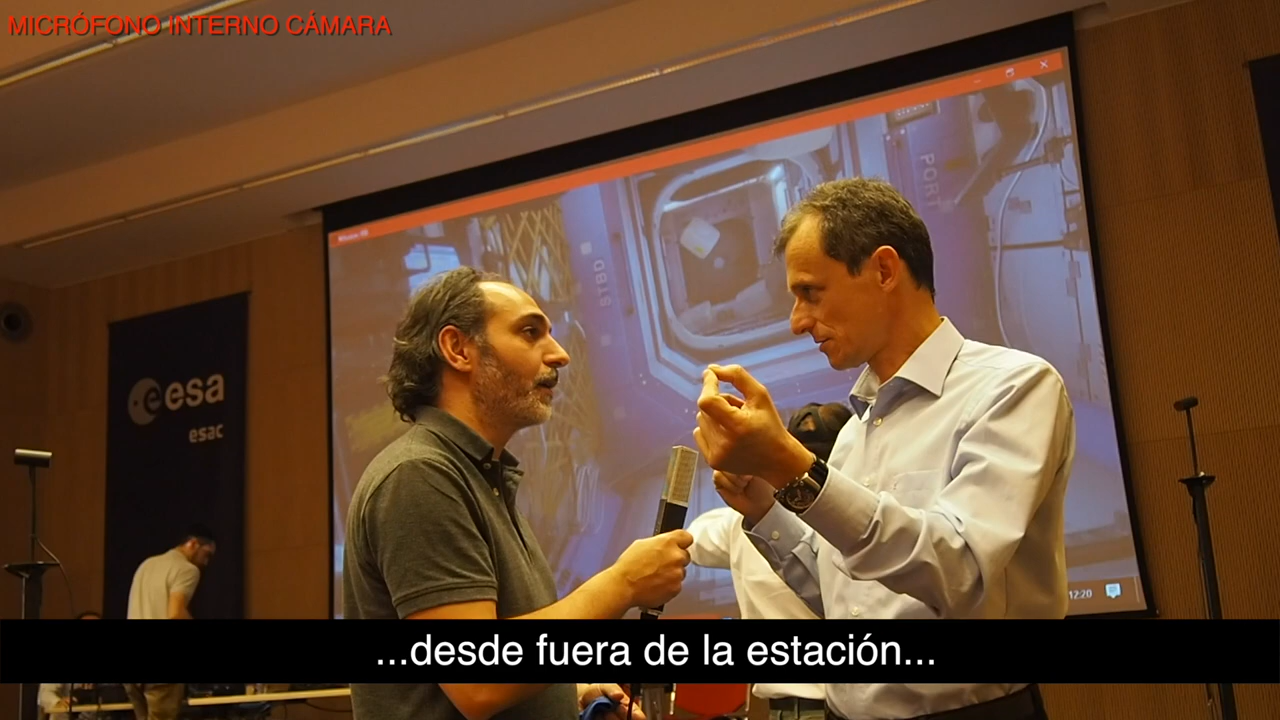 MICRÓFONO INTERNO CÁMARA
PORT
STBD
esa
esac
12:20
...desde fuera de la estación...